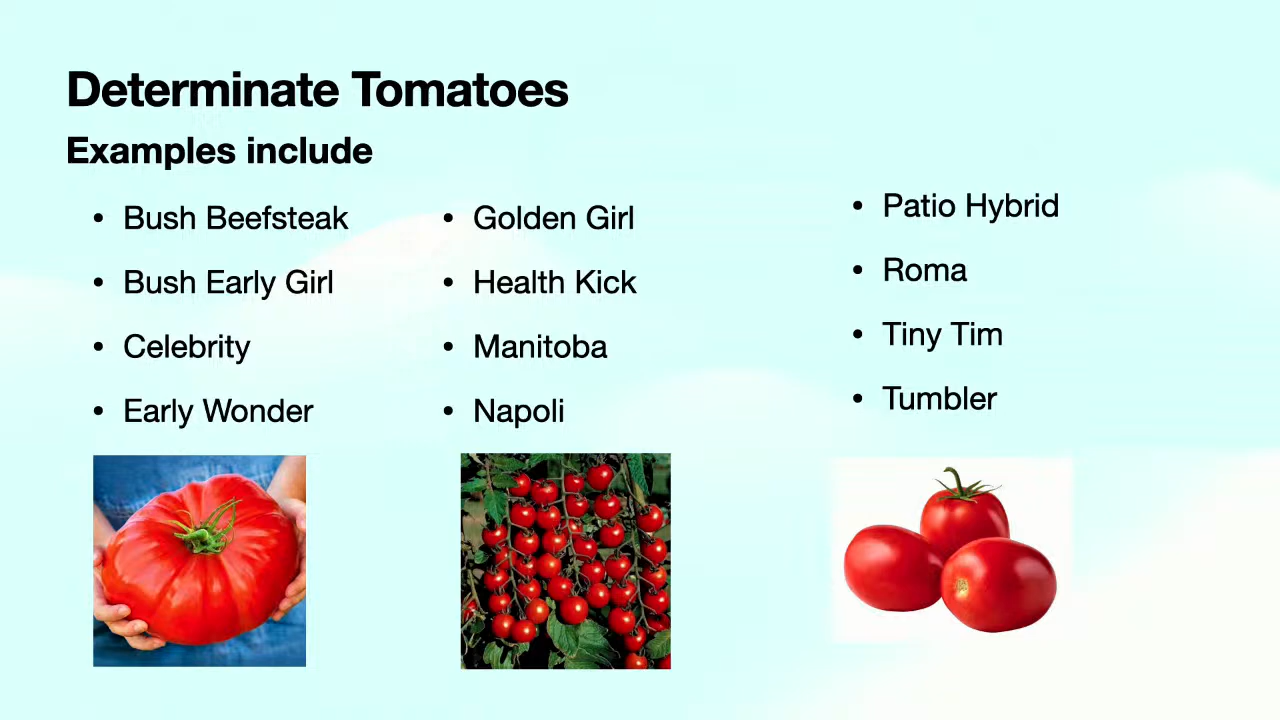 Determinate Tomatoes
Examples include
• Bush Beefsteak
• Bush Early Girl
• Celebrity
• Early Wonder
• Golden Girl
• Health Kick
• Manitoba
• Napoli
• Patio Hybrid
• Roma
• Tiny Tim
• Tumbler